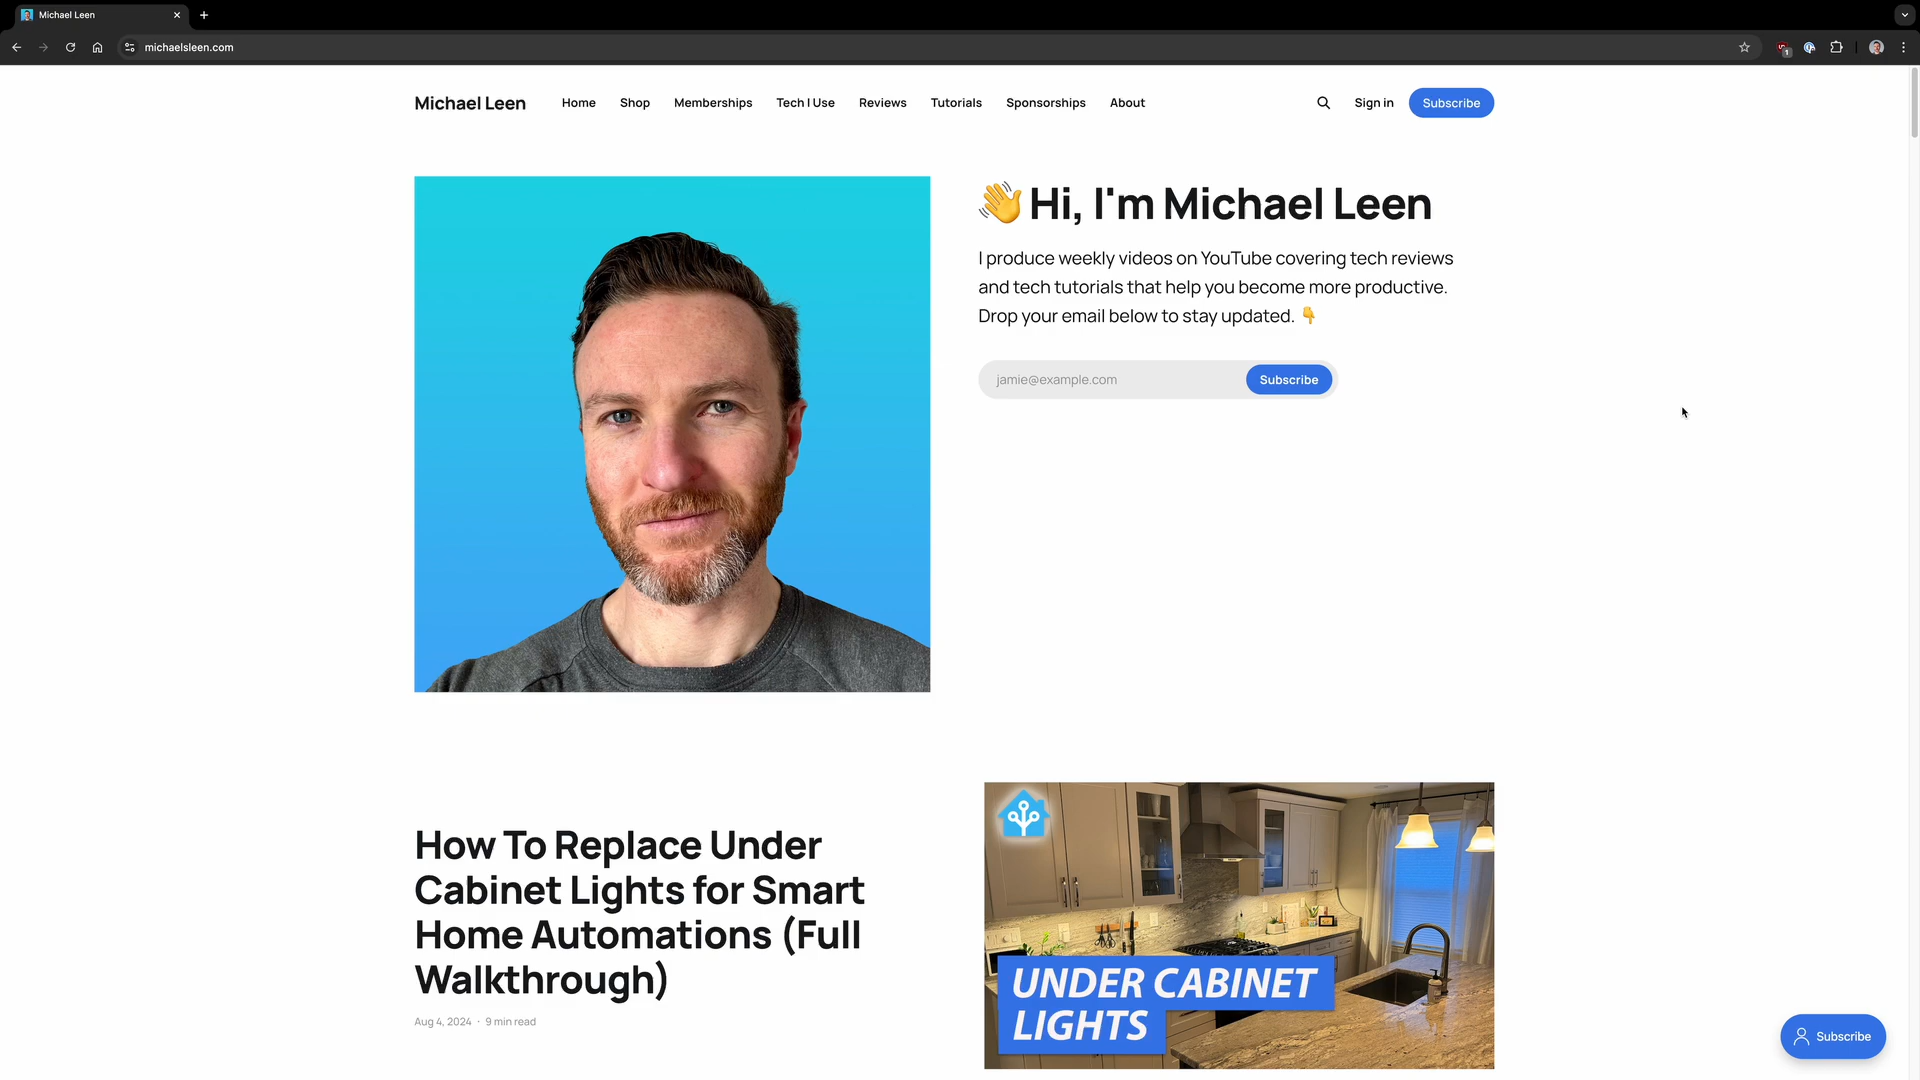 Michael Leen
michaelsleen.com
1
Michael Leen
Home
Shop
Memberships
Tech I Use
Reviews
Tutorials
Sponsorships
About
Sign in
Subscribe
👋 Hi, I'm Michael Leen
I produce weekly videos on YouTube covering tech reviews
and tech tutorials that help you become more productive.
Drop your email below to stay updated. 👇
jamie@example.com
Subscribe
How To Replace Under
Cabinet Lights for Smart
Home Automations (Full
Walkthrough)
Aug 4, 2024 · 9 min read
UNDER CABINET
LIGHTS
Subscribe